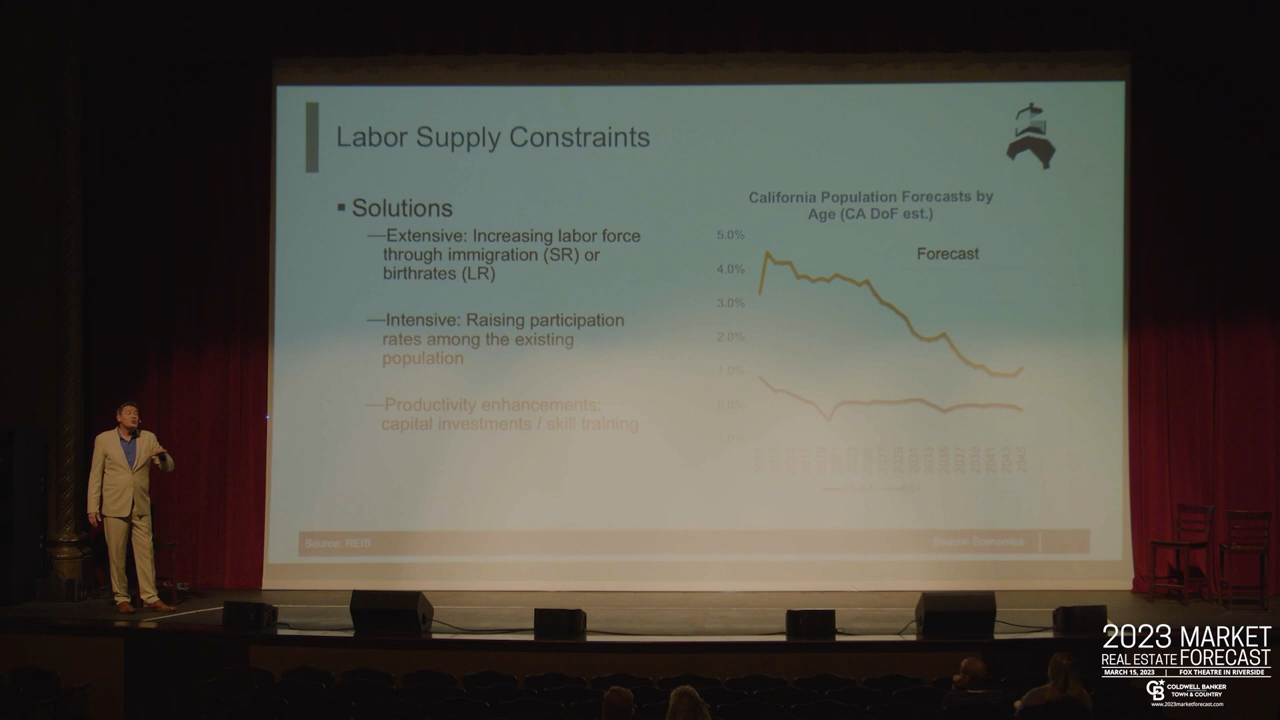 Labor Supply Constraints
▪ Solutions
—Extensive: Increasing labor force
through immigration (SR) or
birthrates (LR)
—Intensive: Raising participation
rates among the existing
population
—Productivity enhancements:
capital investments / skill training
California Population Forecasts by
Age (CA DoF est.)
Forecast
5.0%
4.0%
3.0%
2.0%
1.0%
0.0%
Source: REIS
Economics
2023 MARKET
REAL ESTATE FORECAST
MARCH 15, 2023 | FOX THEATRE IN RIVERSIDE
CB COLDWELL BANKER
TOWN & COUNTRY
www.2023marketforecast.com